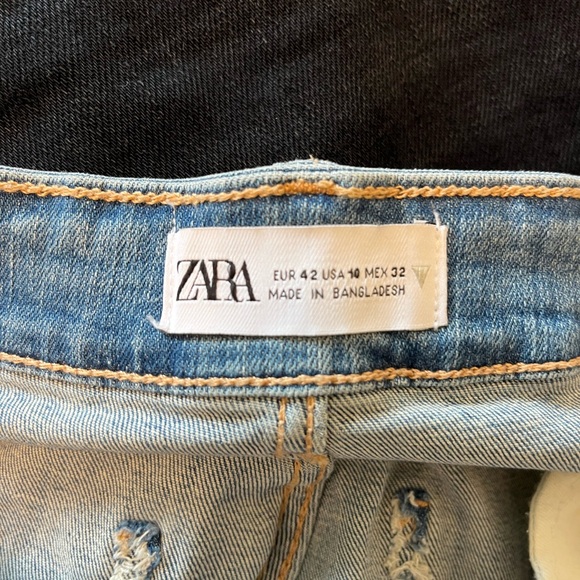 ZARA
EUR 42 USA 10 MEX 32
MADE IN BANGLADESH